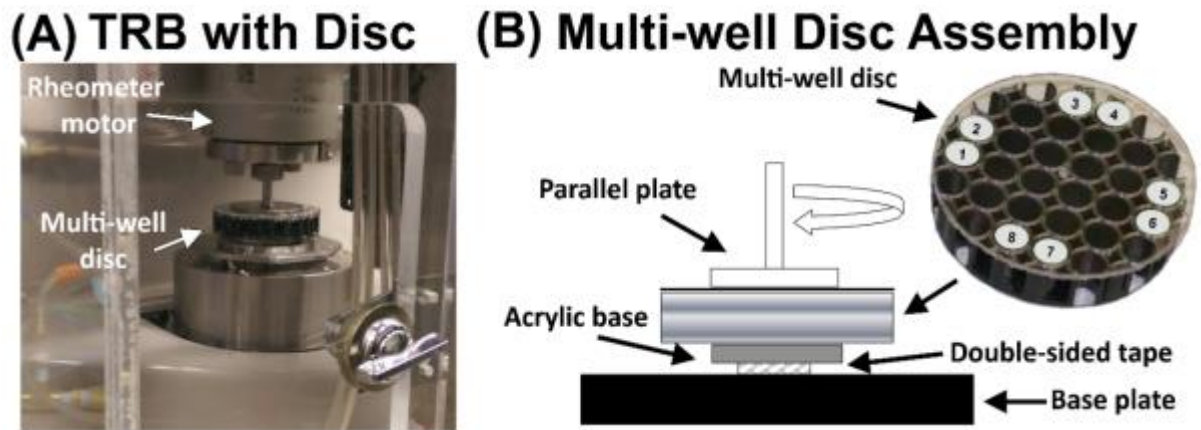 (A) TRB with Disc
Rheometer
motor
Multi-well
disc
(B) Multi-well Disc Assembly
Multi-well disc
3
4
2
1
5
6
8
7
Parallel plate
Acrylic base
Double-sided tape
Base plate